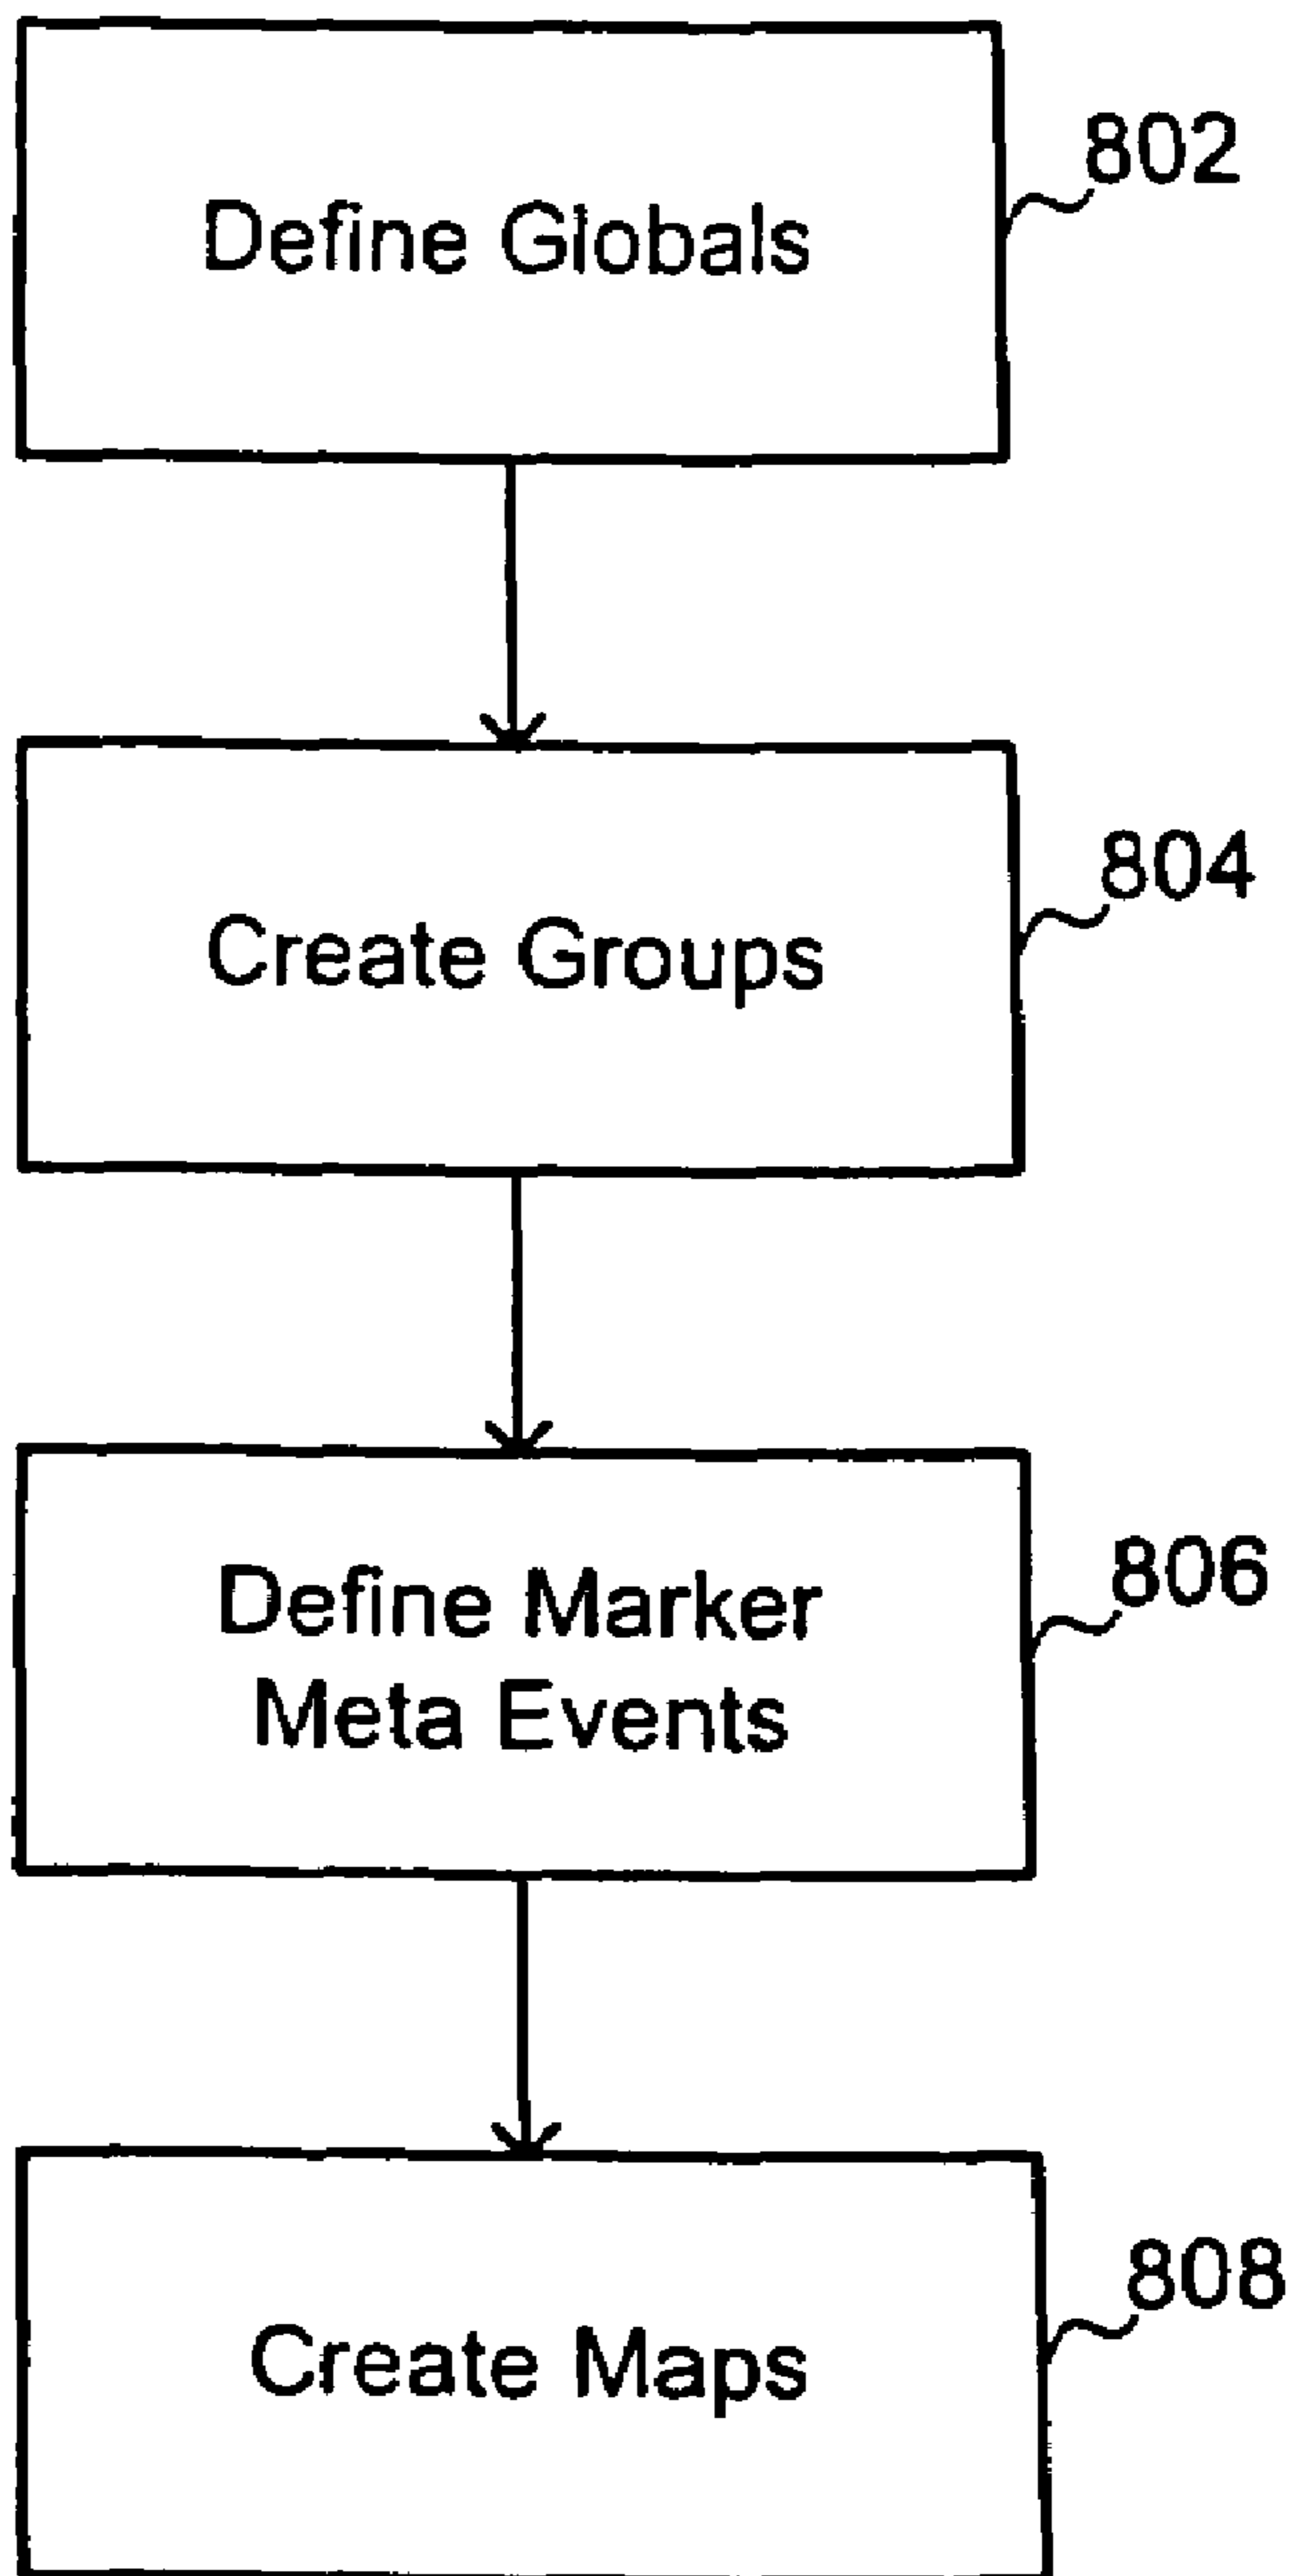 Define Globals
802
Create Groups
804
Define Marker
Meta Events
806
Create Maps
808